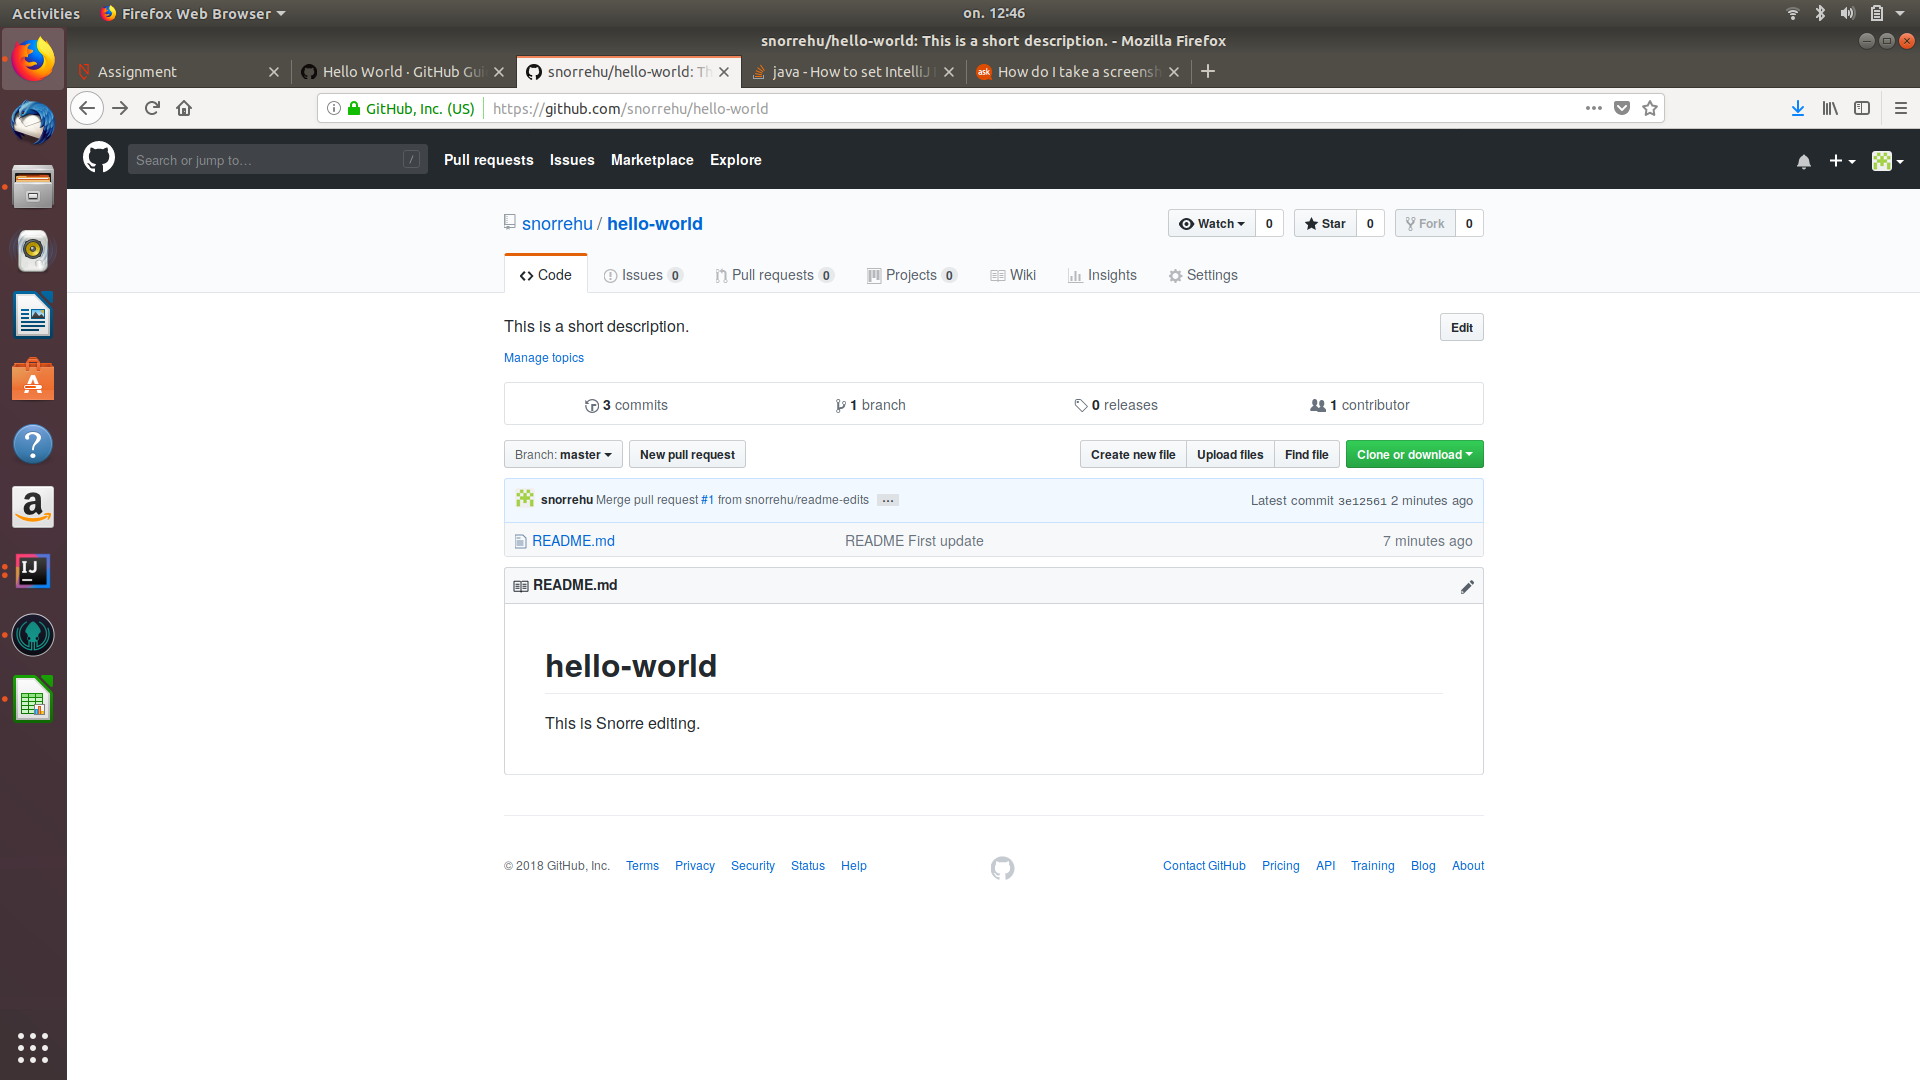 Activities Firefox Web Browser on. 12:46
snorrehu/hello-world: This is a short description. - Mozilla Firefox
Assignment Hello World · GitHub Gui snorrehu/hello-world: Th java - How to set IntelliJ How do I take a screensh
GitHub, Inc. (US) https://github.com/snorrehu/hello-world
Search or jump to… / Pull requests Issues Marketplace Explore
snorrehu / hello-world Watch 0 Star 0 Fork 0
Code Issues 0 Pull requests 0 Projects 0 Wiki Insights Settings
This is a short description. Edit
Manage topics
3 commits 1 branch 0 releases 1 contributor
Branch: master New pull request Create new file Upload files Find file Clone or download
snorrehu Merge pull request #1 from snorrehu/readme-edits … Latest commit 3e12561 2 minutes ago
README.md README First update 7 minutes ago
README.md
hello-world
This is Snorre editing.
© 2018 GitHub, Inc. Terms Privacy Security Status Help Contact GitHub Pricing API Training Blog About